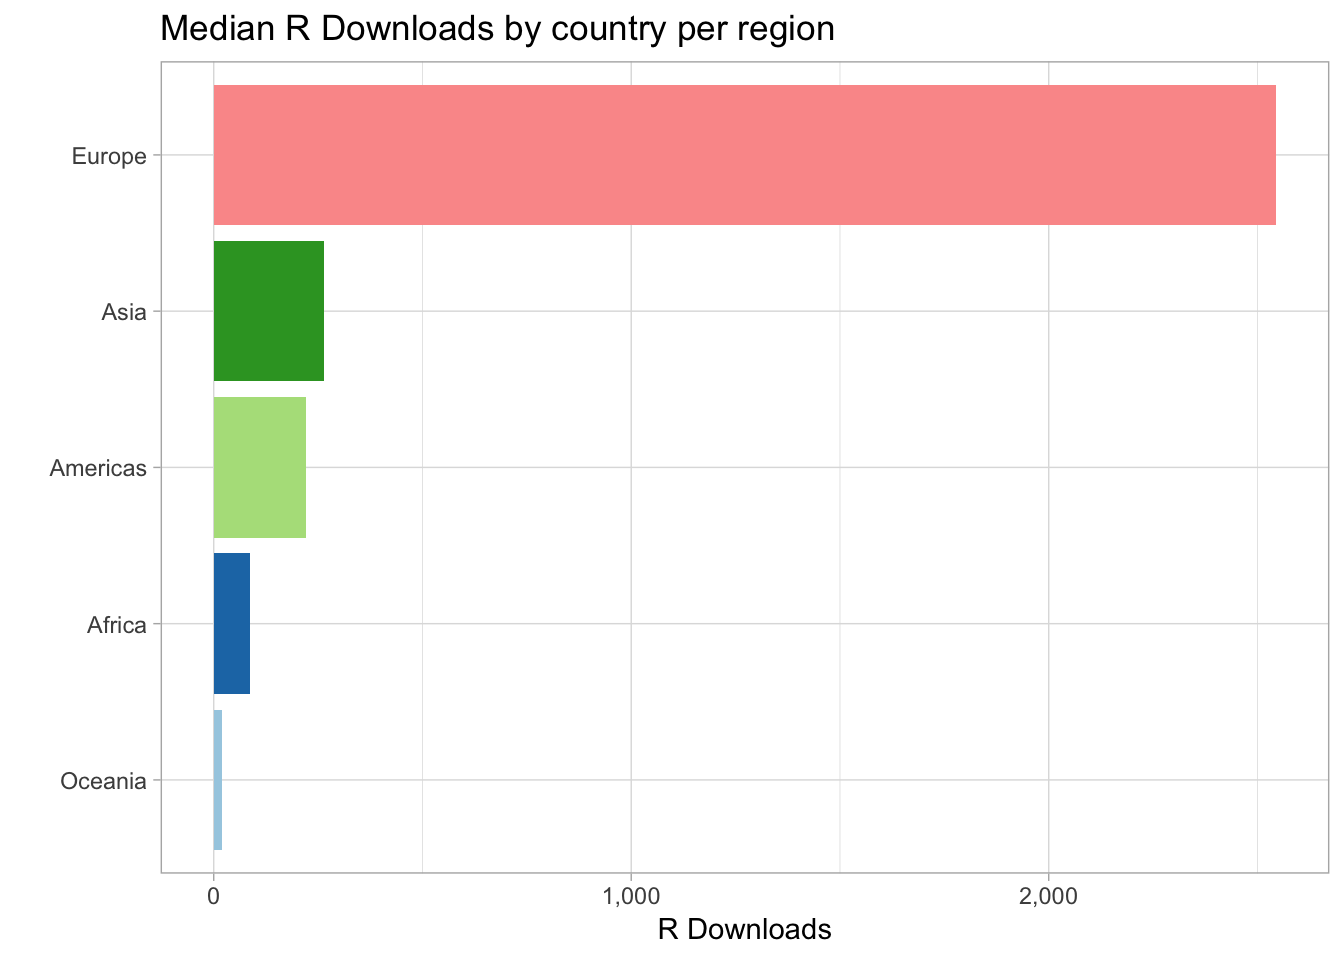 Median R Downloads by country per region
Europe
Asia
Americas
Africa
Oceania
0 1,000 2,000
R Downloads